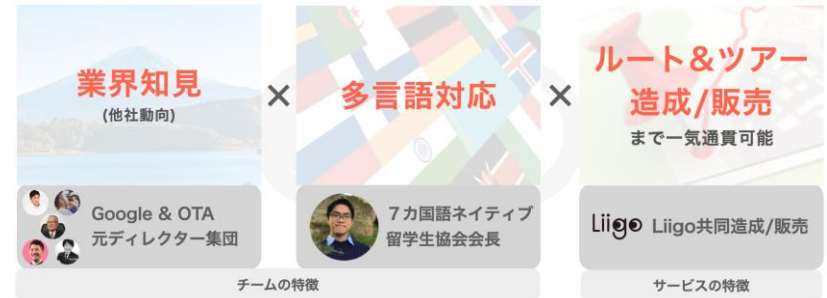 業界知見
(他社動向)
×
多言語対応
×
ルート&ツアー
造成/販売
まで一気通貫可能
Google & OTA
元ディレクター集団
7カ国語ネイティブ
留学生協会会長
Liigo
Liigo共同造成/販売
チームの特徴
サービスの特徴